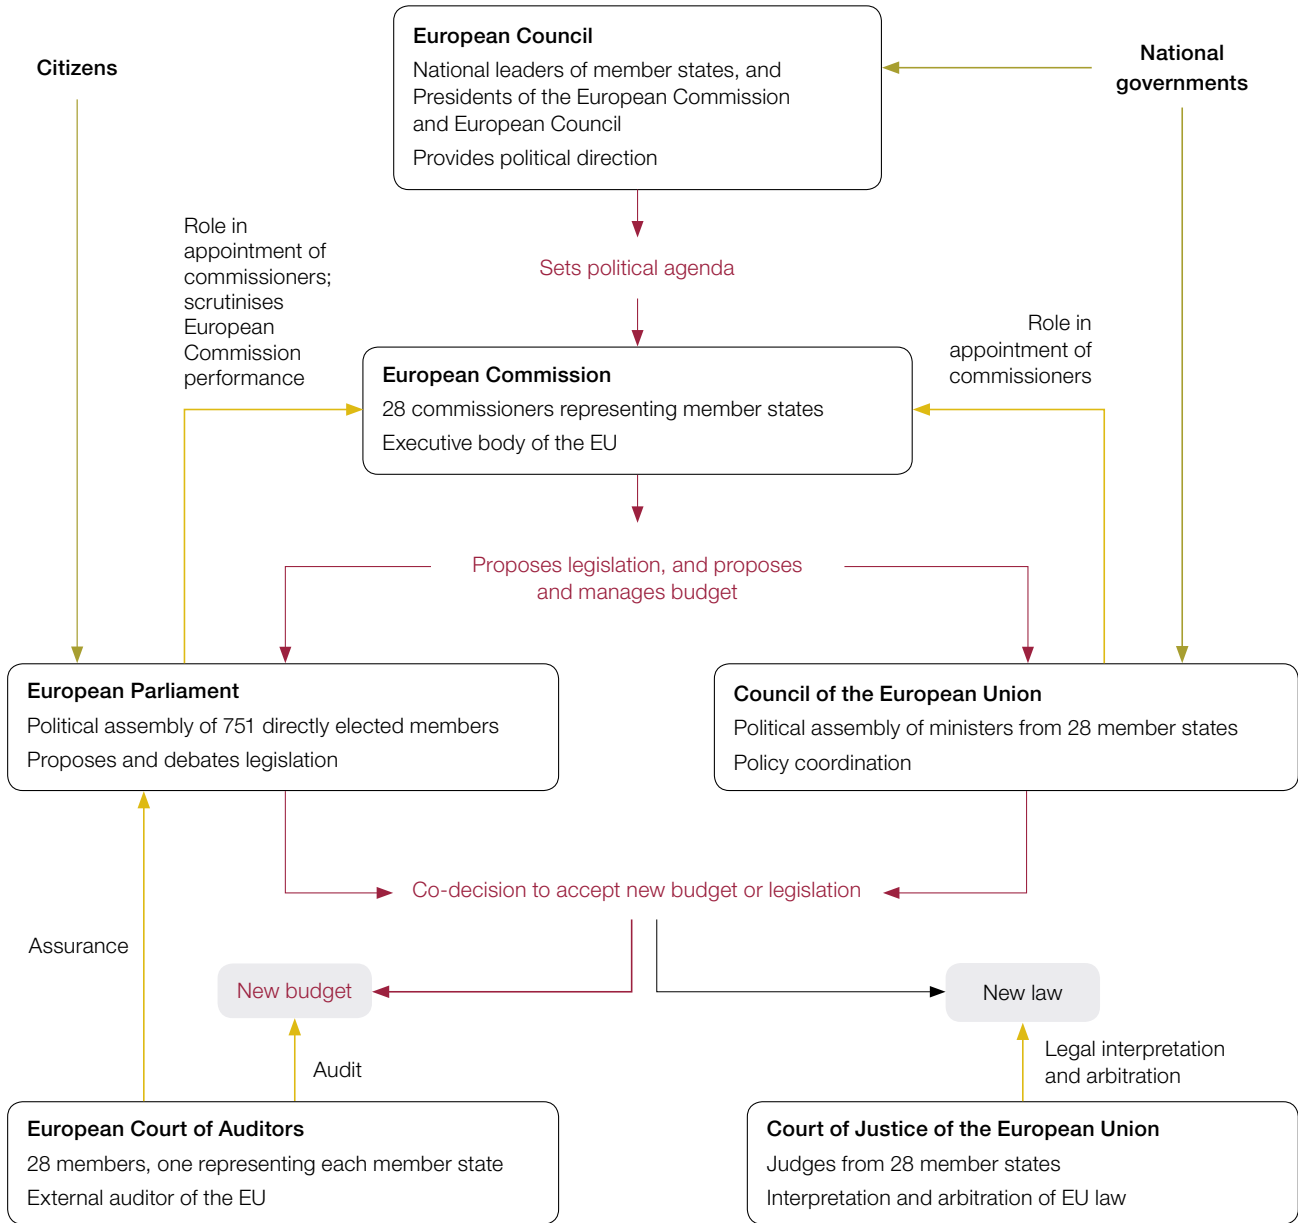 European Council
National leaders of member states, and
Presidents of the European Commission
and European Council
Provides political direction
Citizens
National
governments
Sets political agenda
Role in
appointment of
commissioners;
scrutinises
European
Commission
performance
Role in
appointment of
commissioners
European Commission
28 commissioners representing member states
Executive body of the EU
Proposes legislation, and proposes
and manages budget
European Parliament
Political assembly of 751 directly elected members
Proposes and debates legislation
Council of the European Union
Political assembly of ministers from 28 member states
Policy coordination
Co-decision to accept new budget or legislation
Assurance
New budget
New law
Audit
Legal interpretation
and arbitration
European Court of Auditors
28 members, one representing each member state
External auditor of the EU
Court of Justice of the European Union
Judges from 28 member states
Interpretation and arbitration of EU law